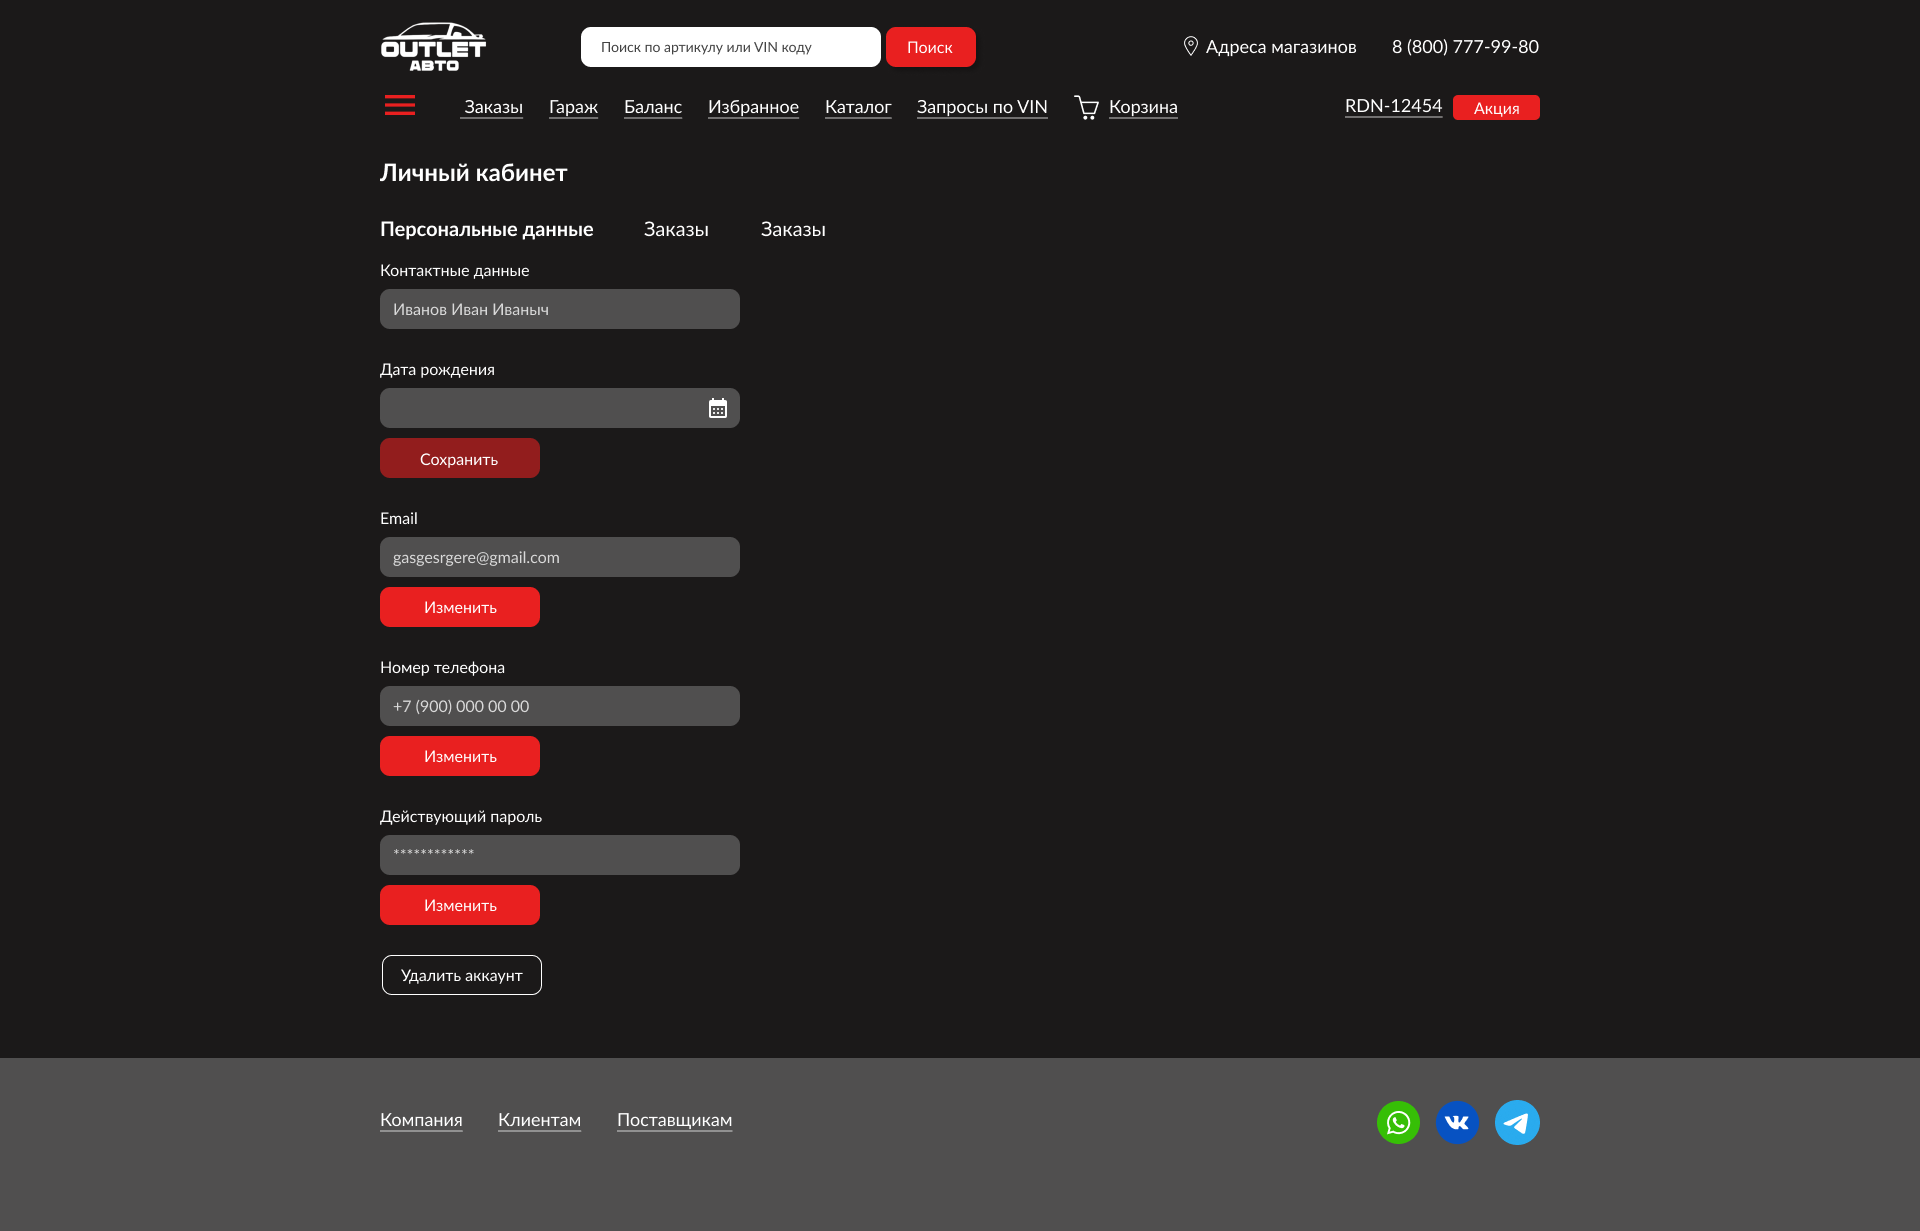 OUTLET
АВТО
Поиск по артикулу или VIN коду
Поиск
Адреса магазинов
8 (800) 777-99-80
Заказы
Гараж
Баланс
Избранное
Каталог
Запросы по VIN
Корзина
RDN-12454
Акция
Личный кабинет
Персональные данные
Заказы
Заказы
Контактные данные
Иванов Иван Иваныч
Дата рождения
Сохранить
Email
gasgesrgere@gmail.com
Изменить
Номер телефона
+7 (900) 000 00 00
Изменить
Действующий пароль
************
Изменить
Удалить аккаунт
Компания
Клиентам
Поставщикам